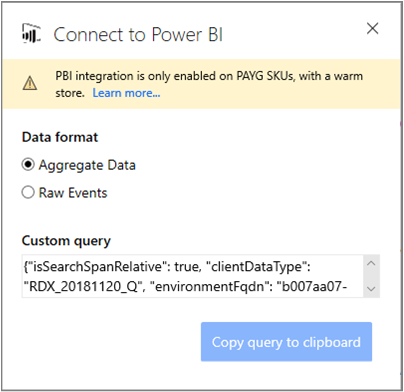 Connect to Power BI
PBI integration is only enabled on PAYG SKUs, with a warm
store. Learn more...
Data format
Aggregate Data
Raw Events
Custom query
{"isSearchSpanRelative": true, "clientDataType":
"RDX_20181120_Q", "environmentFqdn": "b007aa07-
Copy query to clipboard